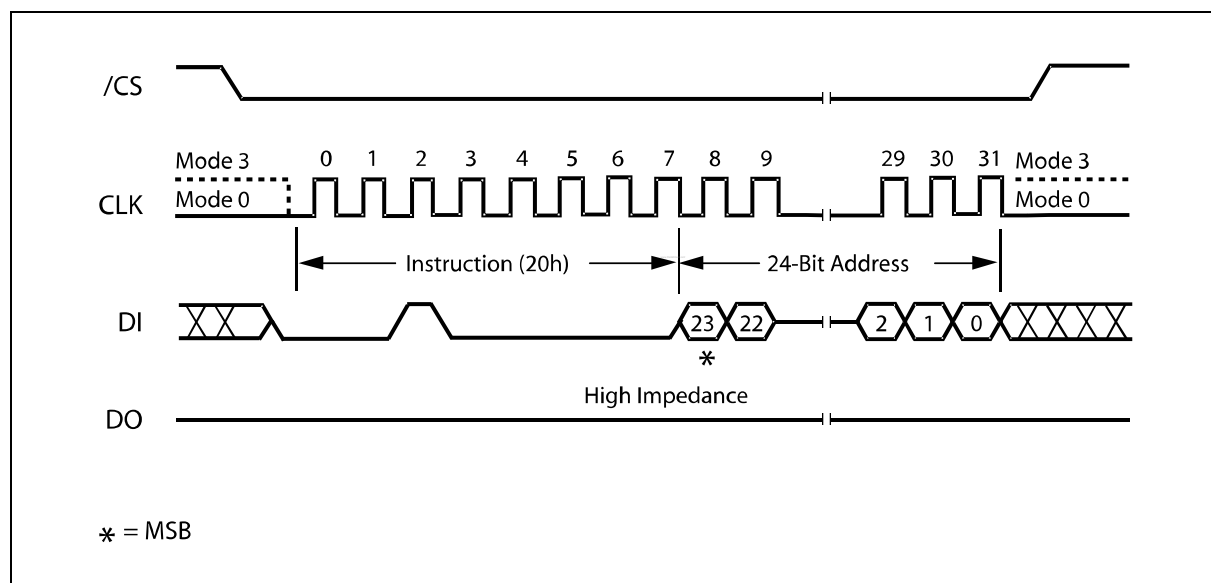 /CS
Mode 3 0 1 2 3 4 5 6 7 8 9 29 30 31 Mode 3
CLK Mode 0 Mode 0
Instruction (20h) 24-Bit Address
DI 23 22 2 1 0
*
High Impedance
DO
* = MSB